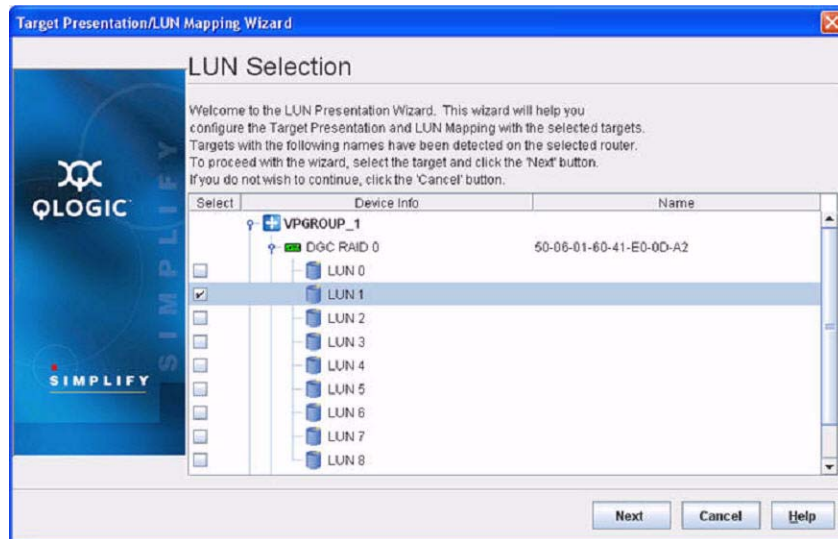 Target Presentation/LUN Mapping Wizard
LUN Selection
Welcome to the LUN Presentation Wizard. This wizard will help you
configure the Target Presentation and LUN Mapping with the selected targets.
Targets with the following names have been detected on the selected router.
To proceed with the wizard, select the target and click the 'Next' button.
If you do not wish to continue, click the 'Cancel' button.
QLOGIC
SIMPLIFY
SIMPLIFY
Select Device Info Name
VPGROUP_1
DGC RAID 0 50-06-01-60-41-E0-0D-A2
LUN 0
LUN 1
LUN 2
LUN 3
LUN 4
LUN 5
LUN 6
LUN 7
LUN 8
Next Cancel Help